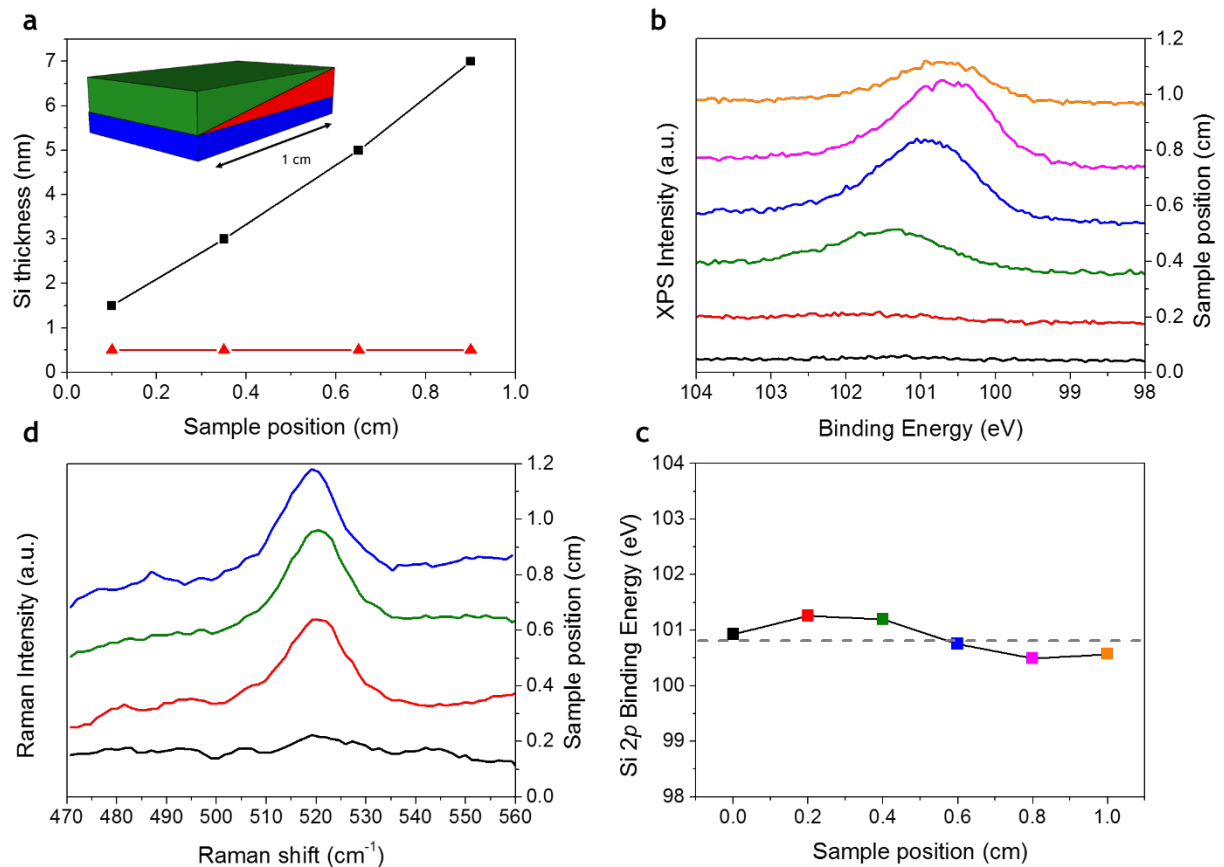 a
Si thickness (nm)
7
6
5
4
3
2
1
0
1 cm
0.0 0.2 0.4 0.6 0.8 1.0
Sample position (cm)
b
XPS Intensity (a.u.)
1.2
1.0
0.8
0.6
0.4
0.2
0.0
Sample position (cm)
104 103 102 101 100 99 98
Binding Energy (eV)
d
Raman Intensity (a.u.)
1.2
1.0
0.8
0.6
0.4
0.2
0.0
Sample position (cm)
470 480 490 500 510 520 530 540 550 560
Raman shift (cm⁻¹)
c
Si 2p Binding Energy (eV)
104
103
102
101
100
99
98
0.0 0.2 0.4 0.6 0.8 1.0
Sample position (cm)